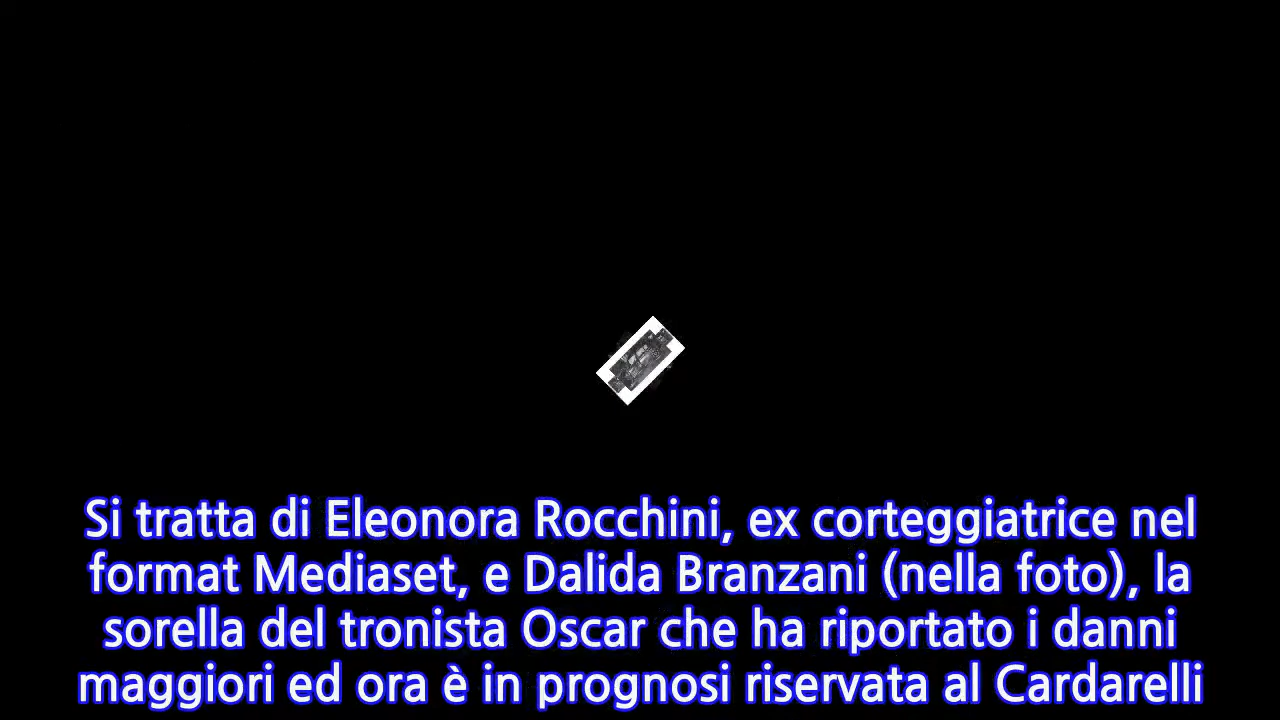 Si tratta di Eleonora Rocchini, ex corteggiatrice nel
format Mediaset, e Dalida Branzani (nella foto), la
sorella del tronista Oscar che ha riportato i danni
maggiori ed ora è in prognosi riservata al Cardarelli